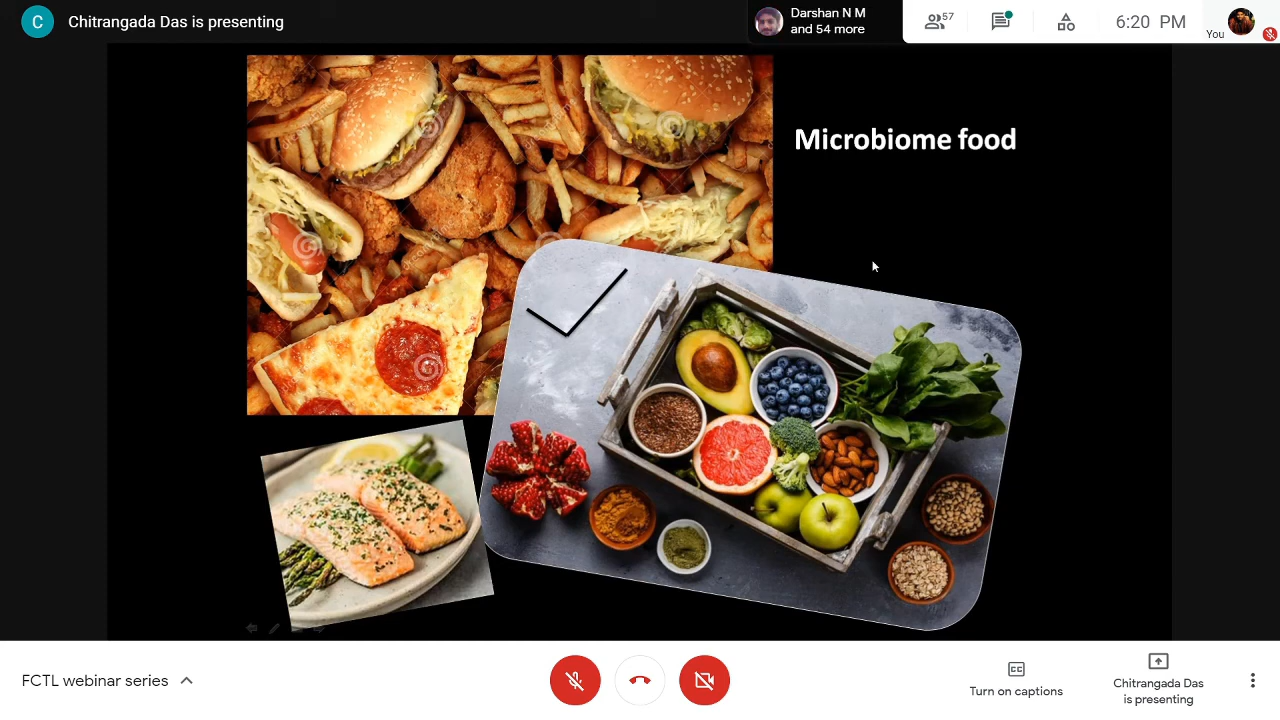 C
Chitrangada Das is presenting
Darshan N M
and 54 more
57
6:20 PM
You
Microbiome food
FCTL webinar series
CC
Turn on captions
Chitrangada Das
is presenting